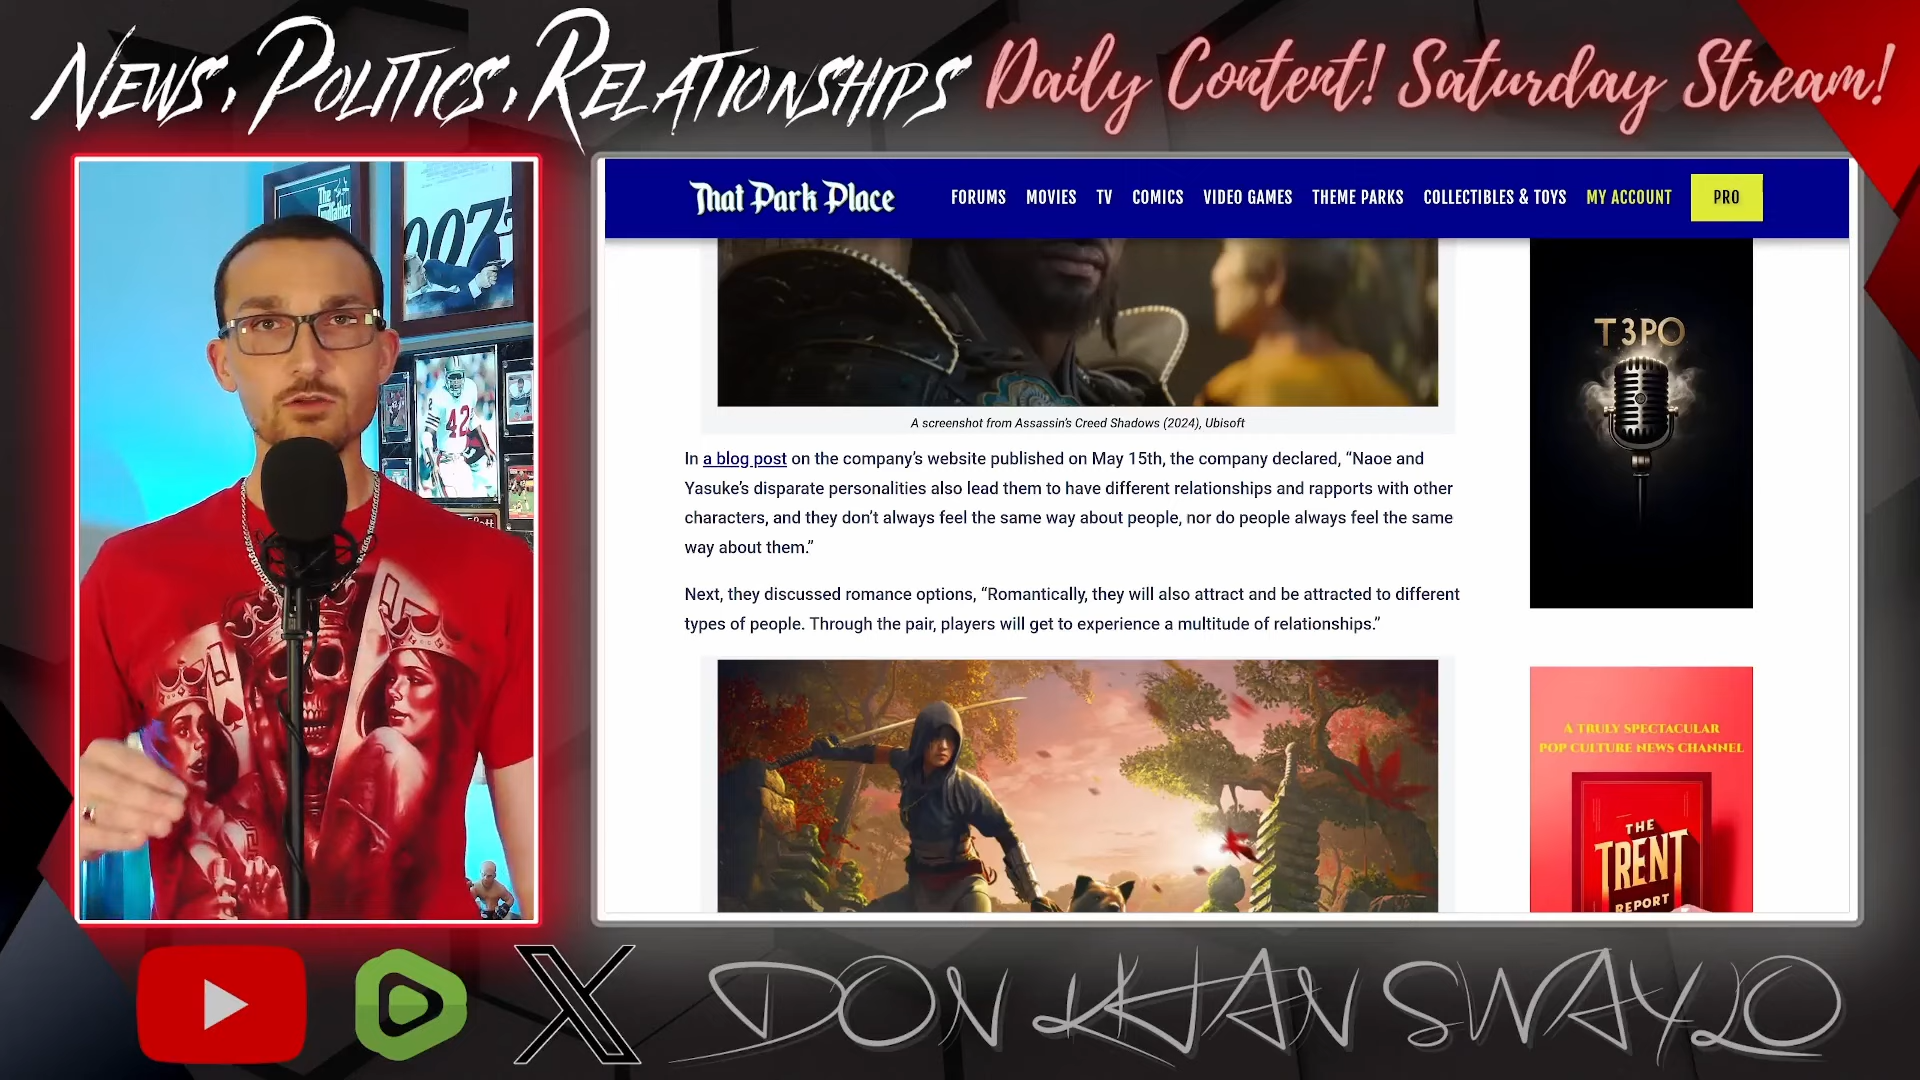 NEWS, POLITICS, RELATIONSHIPS
Daily Content! Saturday Stream!
The
Godfather
007
42
That Park Place
FORUMS MOVIES TV COMICS VIDEO GAMES THEME PARKS COLLECTIBLES & TOYS MY ACCOUNT PRO
A screenshot from Assassin's Creed Shadows (2024), Ubisoft
In a blog post on the company's website published on May 15th, the company declared, “Naoe and
Yasuke's disparate personalities also lead them to have different relationships and rapports with other
characters, and they don't always feel the same way about people, nor do people always feel the same
way about them.”
Next, they discussed romance options, “Romantically, they will also attract and be attracted to different
types of people. Through the pair, players will get to experience a multitude of relationships.”
T3PO
A TRULY SPECTACULAR
POP CULTURE NEWS CHANNEL
THE
TRENT
REPORT
DON KHAN SWAYLO